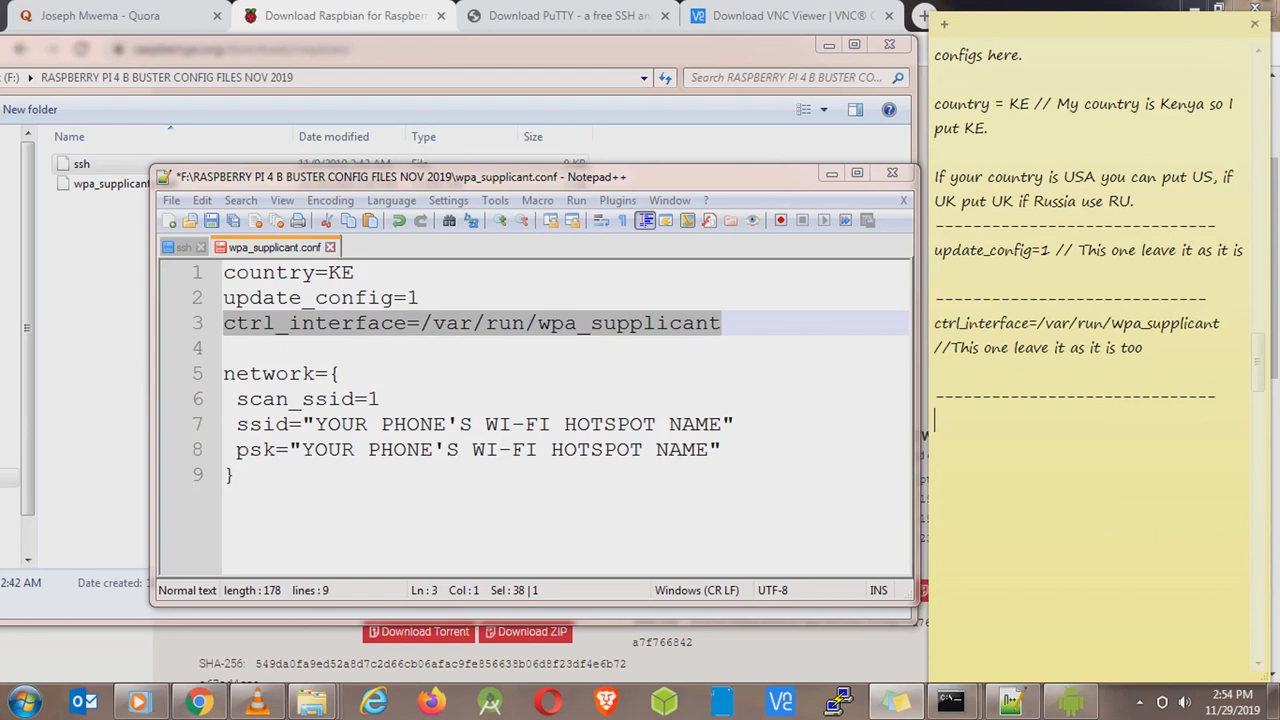 Joseph Mwema - Quora
Download Raspbian for Raspber
Download PuTTY - a free SSH an
Download VNC Viewer | VNC®
(F:) RASPBERRY PI 4 B BUSTER CONFIG FILES NOV 2019
Search RASPBERRY PI 4 B BUSTER CO...
New folder
Name Date modified Type Size
ssh
wpa_supplicant
*F:\RASPBERRY PI 4 B BUSTER CONFIG FILES NOV 2019\wpa_supplicant.conf - Notepad++
File Edit Search View Encoding Language Settings Tools Macro Run Plugins Window ? X
ssh wpa_supplicant.conf
1 country=KE
2 update_config=1
3 ctrl_interface=/var/run/wpa_supplicant
4
5 network={
6 scan_ssid=1
7 ssid="YOUR PHONE'S WI-FI HOTSPOT NAME"
8 psk="YOUR PHONE'S WI-FI HOTSPOT NAME"
9 }
Normal text length : 178 lines : 9 Ln : 3 Col : 1 Sel : 38 | 1 Windows (CR LF) UTF-8 INS
2:42 AM Date created:
Download Torrent Download ZIP
a7f766842
SHA-256: 549da0fa9ed52a8d7c2d66cb06afac9fe856638b06d8f23df4e6b72
configs here.
country = KE // My country is Kenya so I
put KE.
If your country is USA you can put US, if
UK put UK if Russia use RU.
------------------------------
update_config=1 // This one leave it as it is
-----------------------------
ctrl_interface=/var/run/wpa_supplicant
//This one leave it as it is too
------------------------------
2:54 PM
11/29/2019